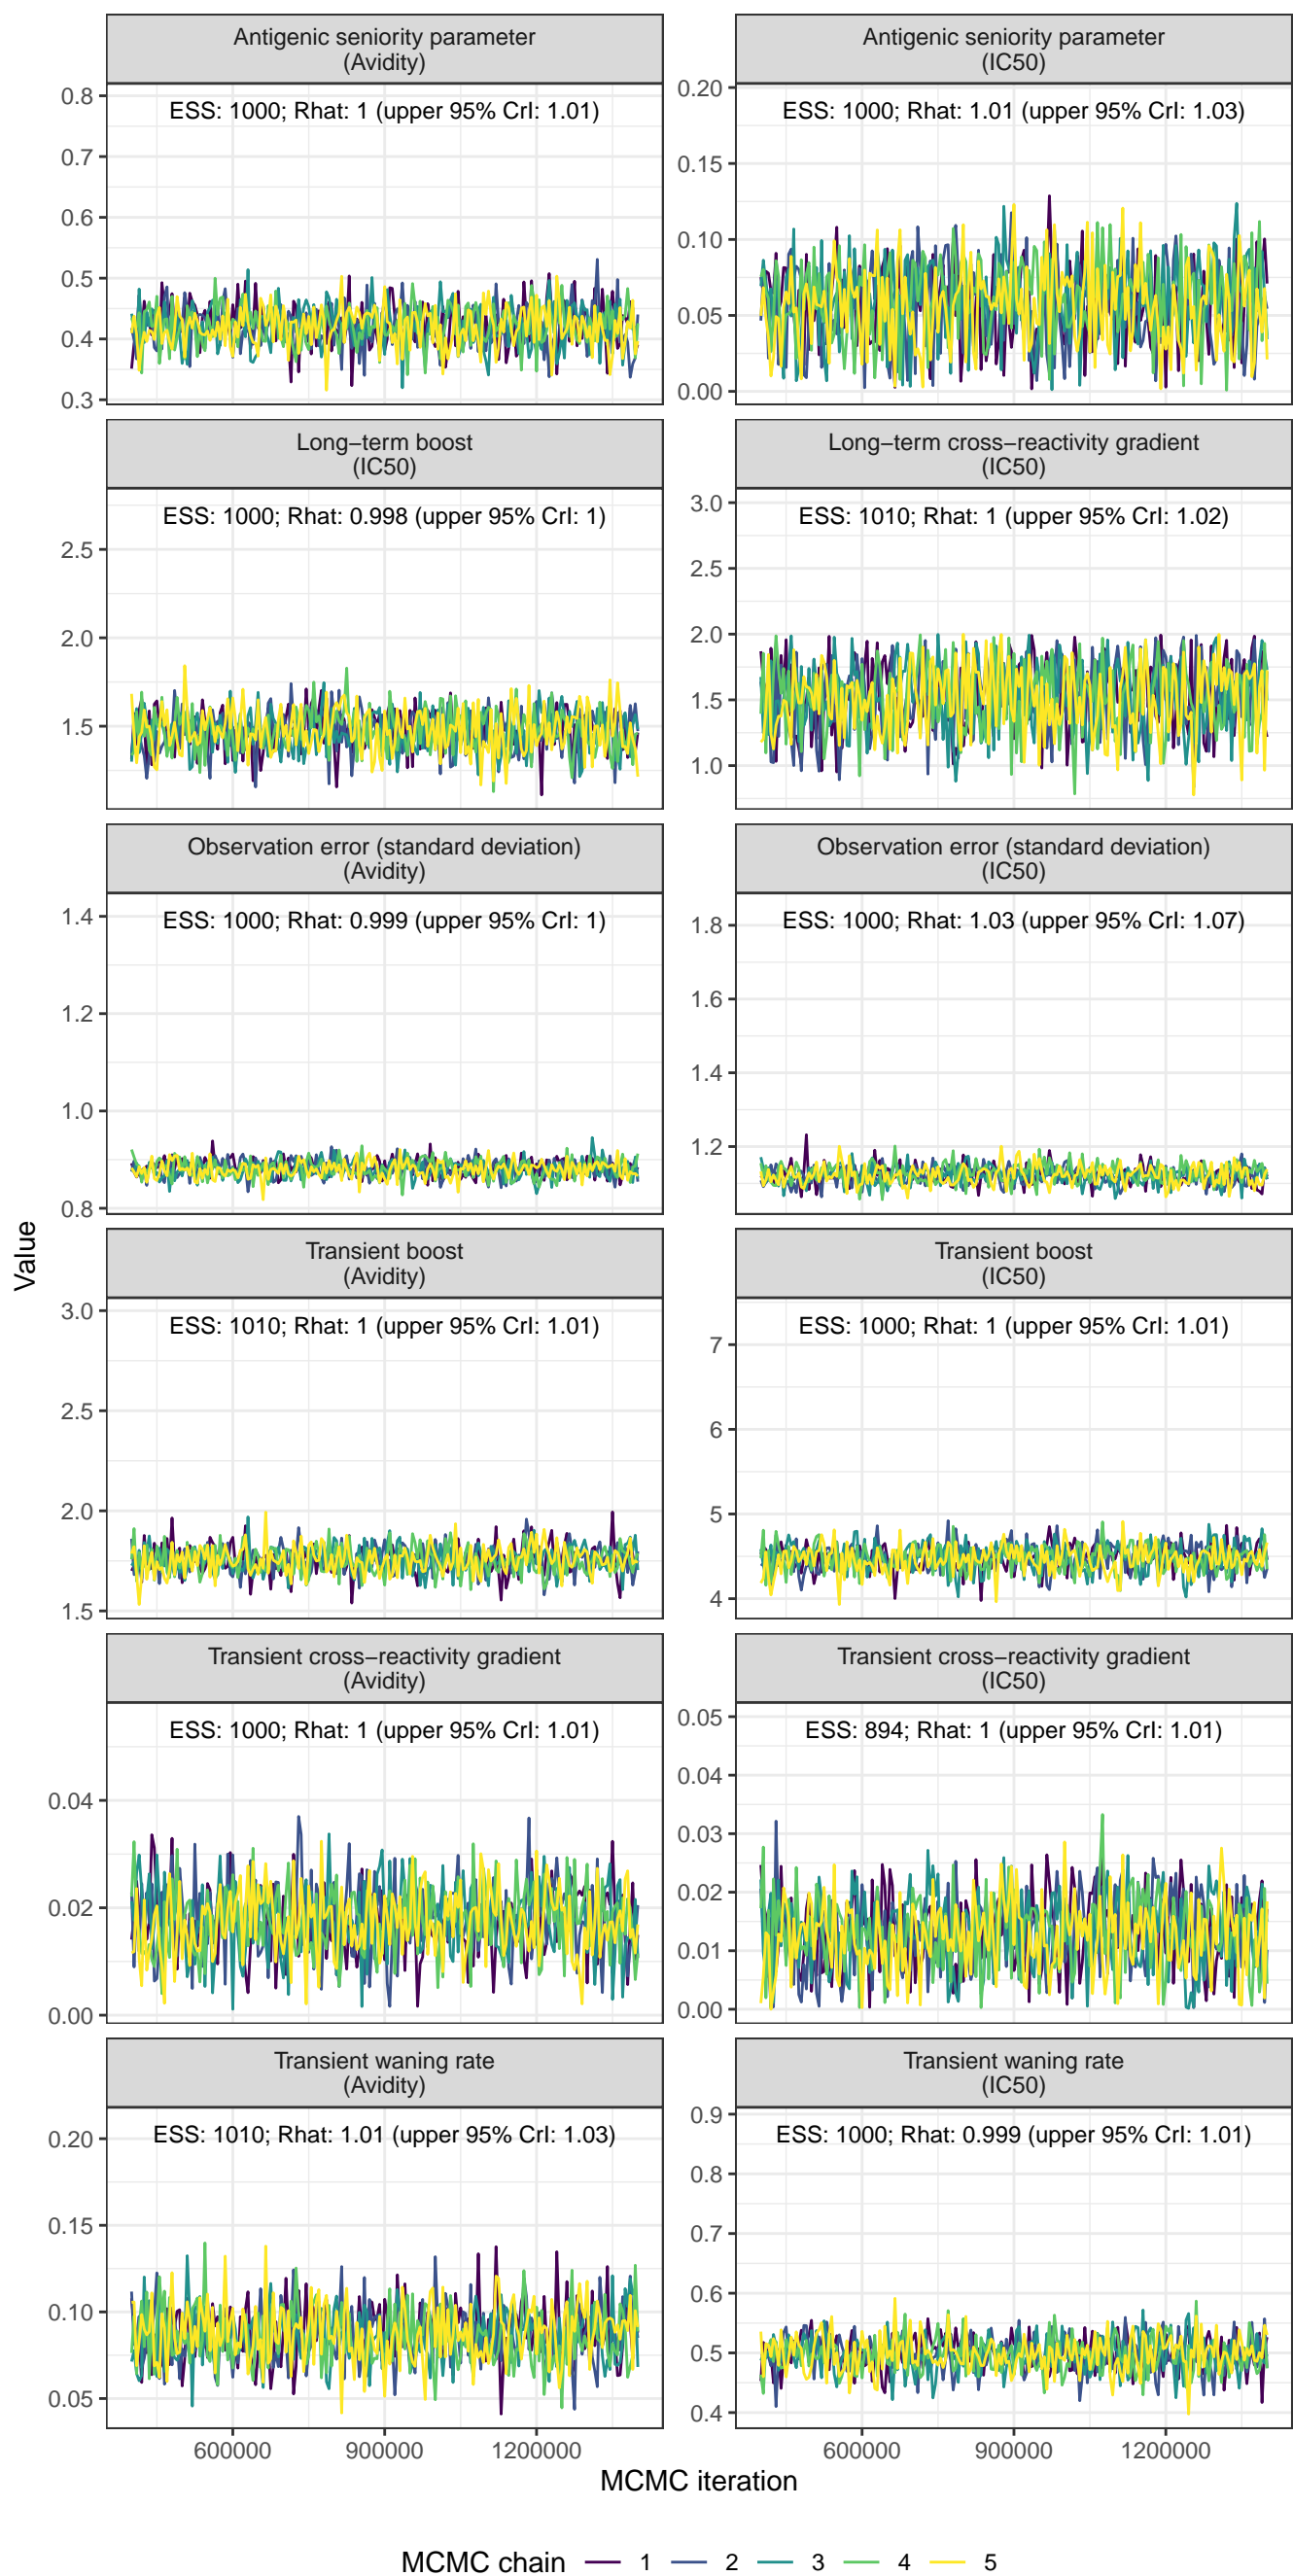 Antigenic seniority parameter
(Avidity)
Antigenic seniority parameter
(IC50)
ESS: 1000; Rhat: 1 (upper 95% CrI: 1.01)
0.8
0.7
0.6
0.5
0.4
0.3
ESS: 1000; Rhat: 1.01 (upper 95% CrI: 1.03)
0.20
0.15
0.10
0.05
0.00
Long−term boost
(IC50)
Long−term cross−reactivity gradient
(IC50)
ESS: 1000; Rhat: 0.998 (upper 95% CrI: 1)
2.5
2.0
1.5
ESS: 1010; Rhat: 1 (upper 95% CrI: 1.02)
3.0
2.5
2.0
1.5
1.0
Observation error (standard deviation)
(Avidity)
Observation error (standard deviation)
(IC50)
ESS: 1000; Rhat: 0.999 (upper 95% CrI: 1)
1.4
1.2
1.0
0.8
ESS: 1000; Rhat: 1.03 (upper 95% CrI: 1.07)
1.8
1.6
1.4
1.2
Value
Transient boost
(Avidity)
Transient boost
(IC50)
ESS: 1010; Rhat: 1 (upper 95% CrI: 1.01)
3.0
2.5
2.0
1.5
ESS: 1000; Rhat: 1 (upper 95% CrI: 1.01)
7
6
5
4
Transient cross−reactivity gradient
(Avidity)
Transient cross−reactivity gradient
(IC50)
ESS: 1000; Rhat: 1 (upper 95% CrI: 1.01)
0.04
0.02
0.00
ESS: 894; Rhat: 1 (upper 95% CrI: 1.01)
0.05
0.04
0.03
0.02
0.01
0.00
Transient waning rate
(Avidity)
Transient waning rate
(IC50)
ESS: 1010; Rhat: 1.01 (upper 95% CrI: 1.03)
0.20
0.15
0.10
0.05
ESS: 1000; Rhat: 0.999 (upper 95% CrI: 1.01)
0.9
0.8
0.7
0.6
0.5
0.4
600000 900000 1200000
600000 900000 1200000
MCMC iteration
MCMC chain 1 2 3 4 5